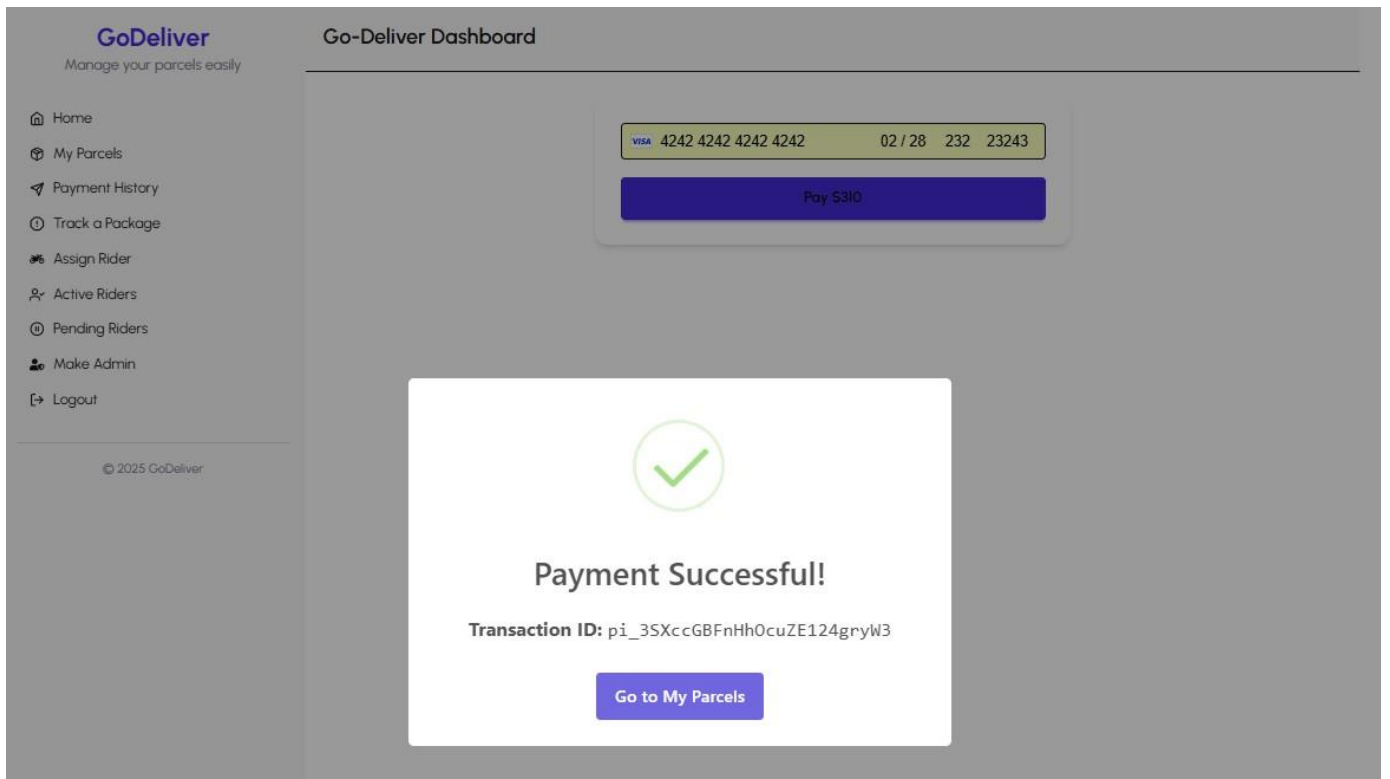 GoDeliver
Manage your parcels easily
Home
My Parcels
Payment History
Track a Package
Assign Rider
Active Riders
Pending Riders
Make Admin
Logout
© 2025 GoDeliver
Go-Deliver Dashboard
VISA 4242 4242 4242 4242 02 / 28 232 23243
Pay $310
Payment Successful!
Transaction ID: pi_3SXccGBFnHhOcuZE124gryW3
Go to My Parcels